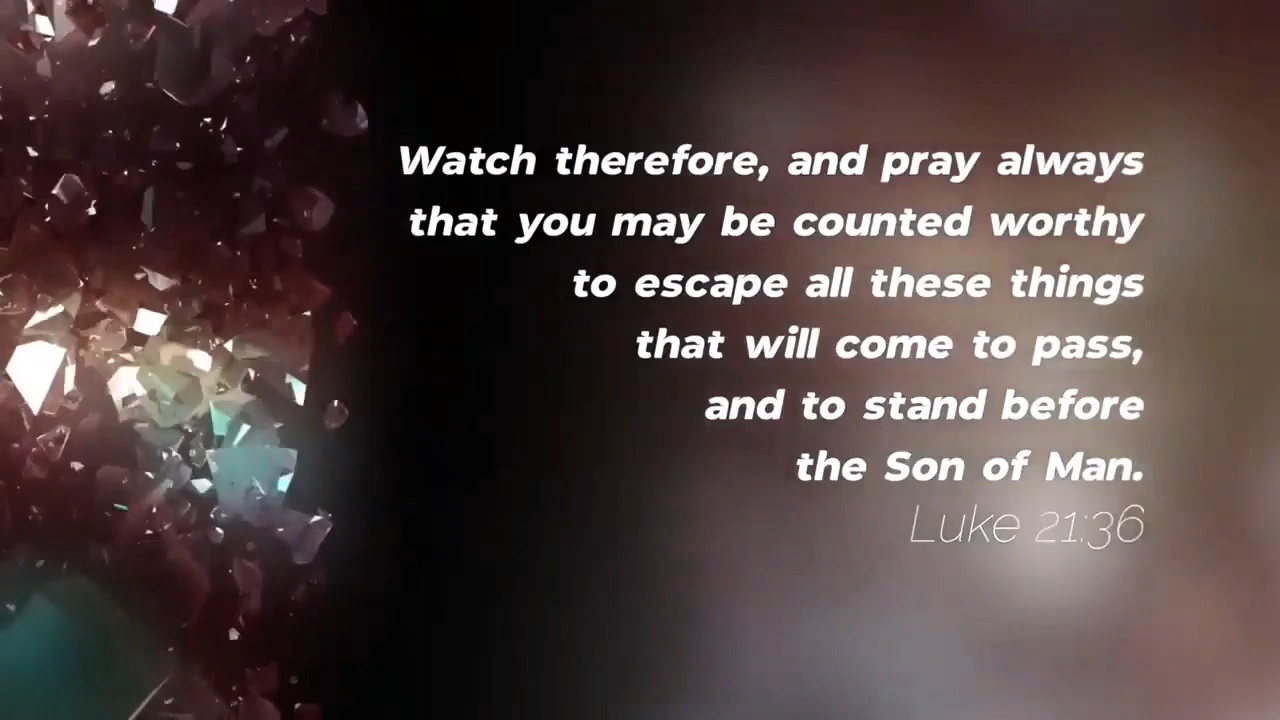 Watch therefore, and pray always
that you may be counted worthy
to escape all these things
that will come to pass,
and to stand before
the Son of Man.
Luke 21:36